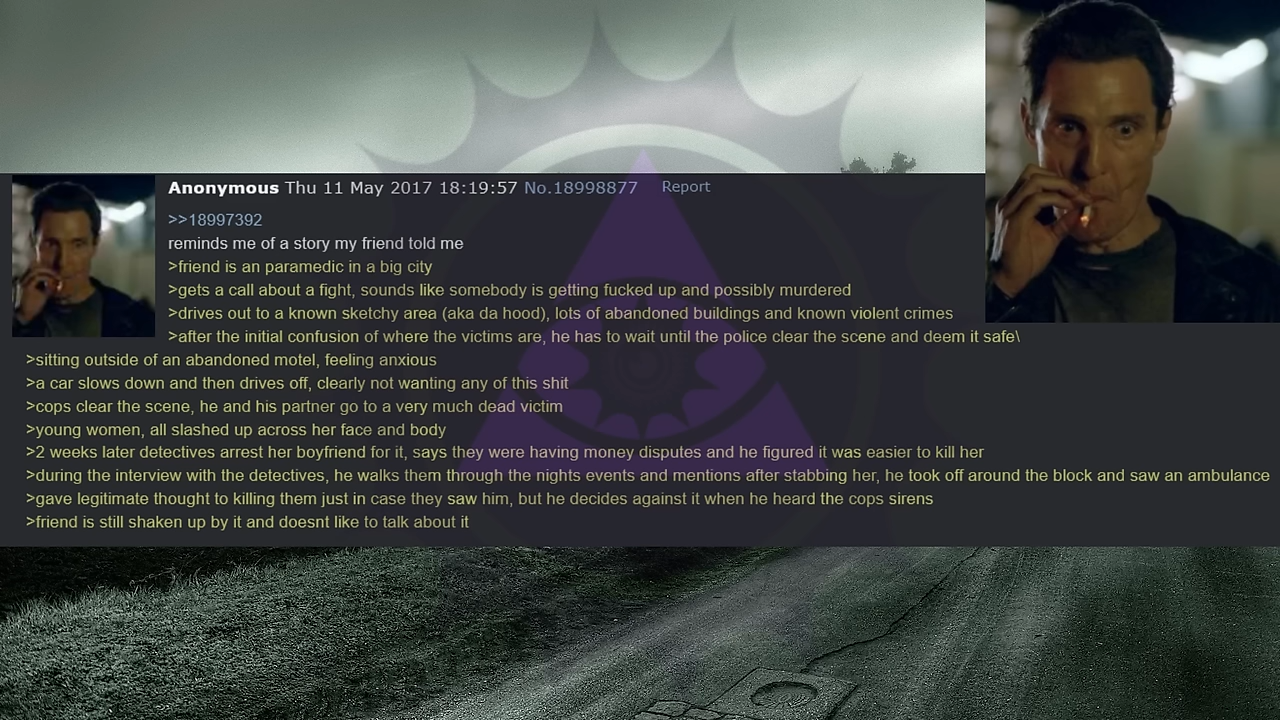 Anonymous Thu 11 May 2017 18:19:57 No.18998877 Report
>>18997392
reminds me of a story my friend told me
>friend is an paramedic in a big city
>gets a call about a fight, sounds like somebody is getting fucked up and possibly murdered
>drives out to a known sketchy area (aka da hood), lots of abandoned buildings and known violent crimes
>after the initial confusion of where the victims are, he has to wait until the police clear the scene and deem it safe\
>sitting outside of an abandoned motel, feeling anxious
>a car slows down and then drives off, clearly not wanting any of this shit
>cops clear the scene, he and his partner go to a very much dead victim
>young women, all slashed up across her face and body
>2 weeks later detectives arrest her boyfriend for it, says they were having money disputes and he figured it was easier to kill her
>during the interview with the detectives, he walks them through the nights events and mentions after stabbing her, he took off around the block and saw an ambulance
>gave legitimate thought to killing them just in case they saw him, but he decides against it when he heard the cops sirens
>friend is still shaken up by it and doesnt like to talk about it